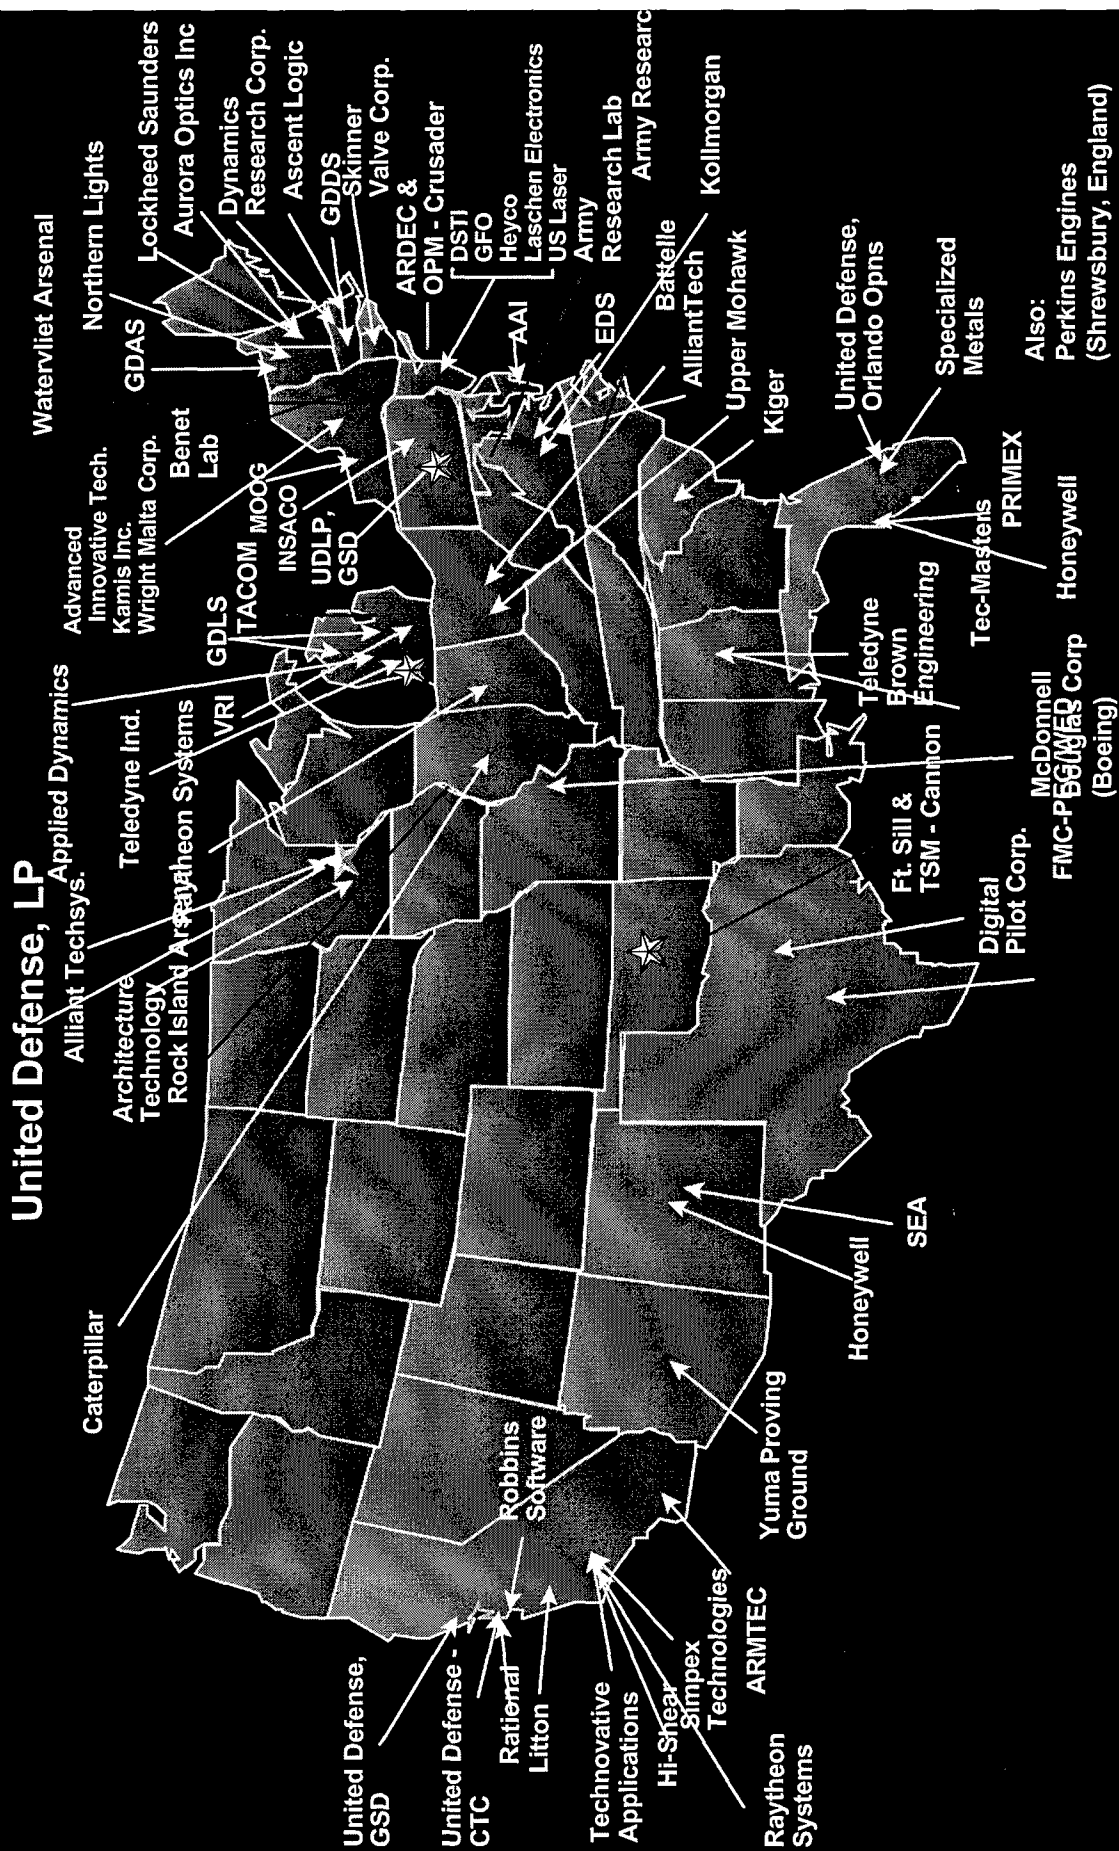 United Defense, LP
Caterpillar
Alliant Techsys.
Applied Dynamics
Architecture
Technology
Rock Island Arsenal
Teledyne Ind.
Raytheon Systems
VRI
GDLS
TACOM
Advanced
Innovative Tech.
Kamis Inc.
Wright Malta Corp.
Benet
Lab
MOOG
INSACO
UDLP,
GSD
Watervliet Arsenal
GDAS
Northern Lights
Lockheed Saunders
Aurora Optics Inc
Dynamics
Research Corp.
Ascent Logic
GDDS
Skinner
Valve Corp.
ARDEC &
OPM - Crusader
DSTI
GFO
Heyco
Laschen Electronics
US Laser
Army
Research Lab
Army Researc
Kollmorgan
AAI
EDS
Battelle
AlliantTech
Upper Mohawk
Kiger
United Defense,
Orlando Opns
Specialized
Metals
Also:
Perkins Engines
(Shrewsbury, England)
PRIMEX
Honeywell
Tec-Masters
Teledyne
Brown
Engineering
McDonnell
Douglas Corp
(Boeing)
FMC-PEG/WED
Ft. Sill &
TSM - Cannon
Digital
Pilot Corp.
SEA
Honeywell
Yuma Proving
Ground
Robbins
Software
United Defense,
GSD
United Defense -
CTC
Rational
Litton
Technovative
Applications
Hi-Shear
Simpex
Technologies
ARMTEC
Raytheon
Systems